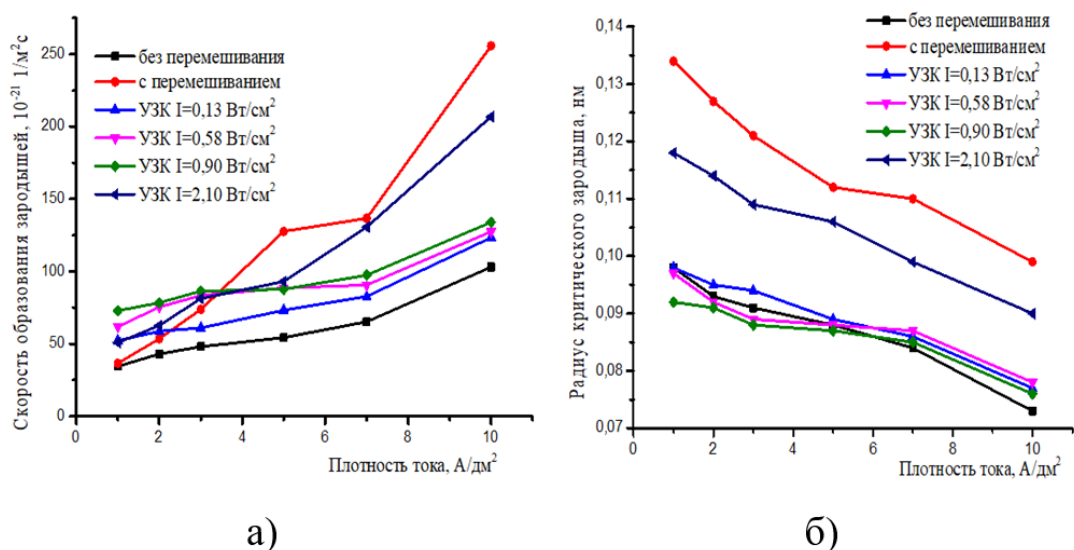 Скорость образования зародышей, 10⁻²¹ 1/м²с
250
200
150
100
50
0
без перемешивания
с перемешиванием
УЗК I=0,13 Вт/см²
УЗК I=0,58 Вт/см²
УЗК I=0,90 Вт/см²
УЗК I=2,10 Вт/см²
0 2 4 6 8 10
Плотность тока, А/дм²
а)
Радиус критического зародыша, нм
0,14
0,13
0,12
0,11
0,10
0,09
0,08
0,07
без перемешивания
с перемешиванием
УЗК I=0,13 Вт/см²
УЗК I=0,58 Вт/см²
УЗК I=0,90 Вт/см²
УЗК I=2,10 Вт/см²
0 2 4 6 8 10
Плотность тока, А/дм²
б)